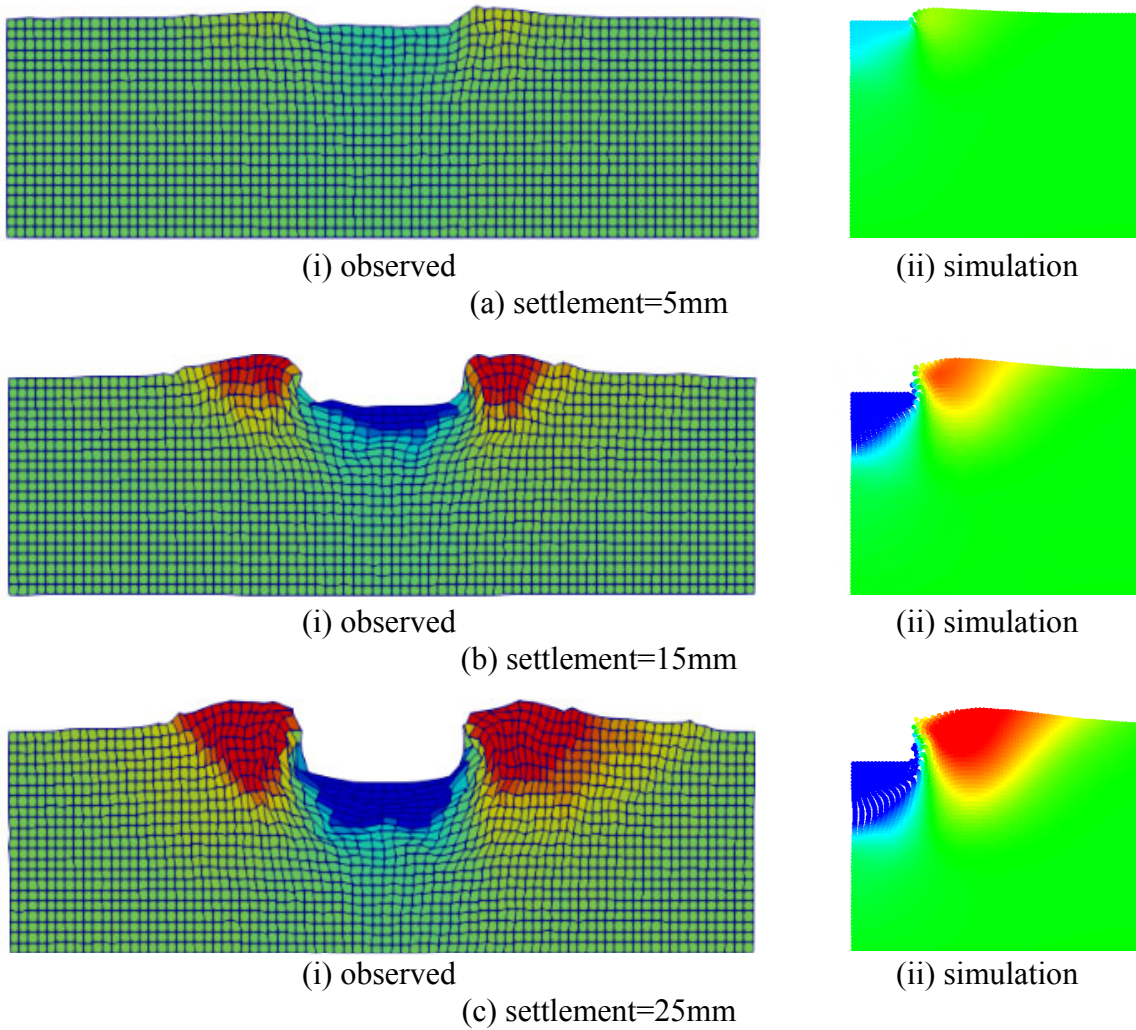 (i) observed
(ii) simulation
(a) settlement=5mm
(i) observed
(ii) simulation
(b) settlement=15mm
(i) observed
(ii) simulation
(c) settlement=25mm